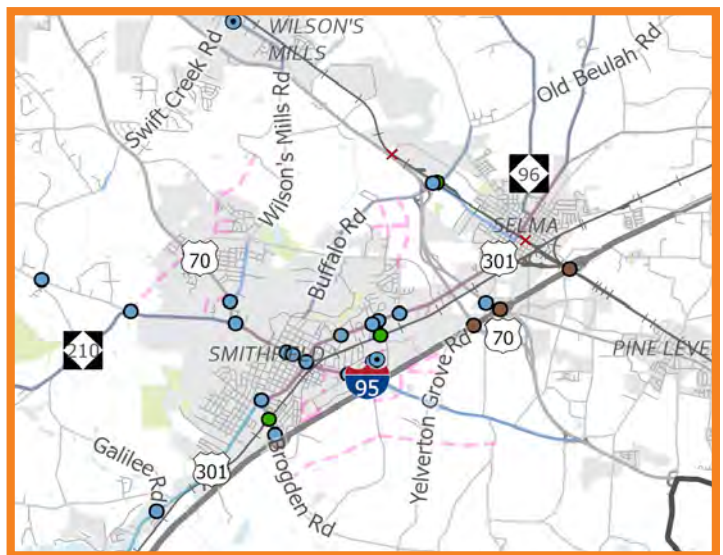 WILSON'S
MILLS
Swift Creek Rd
Wilson's Mills Rd
Old Beulah Rd
96
SELMA
Buffalo Rd
70
301
210
SMITHFIELD
70
PINE LEVE
95
Yelverton Grove Rd
Galilee Rd
301
Brogden Rd